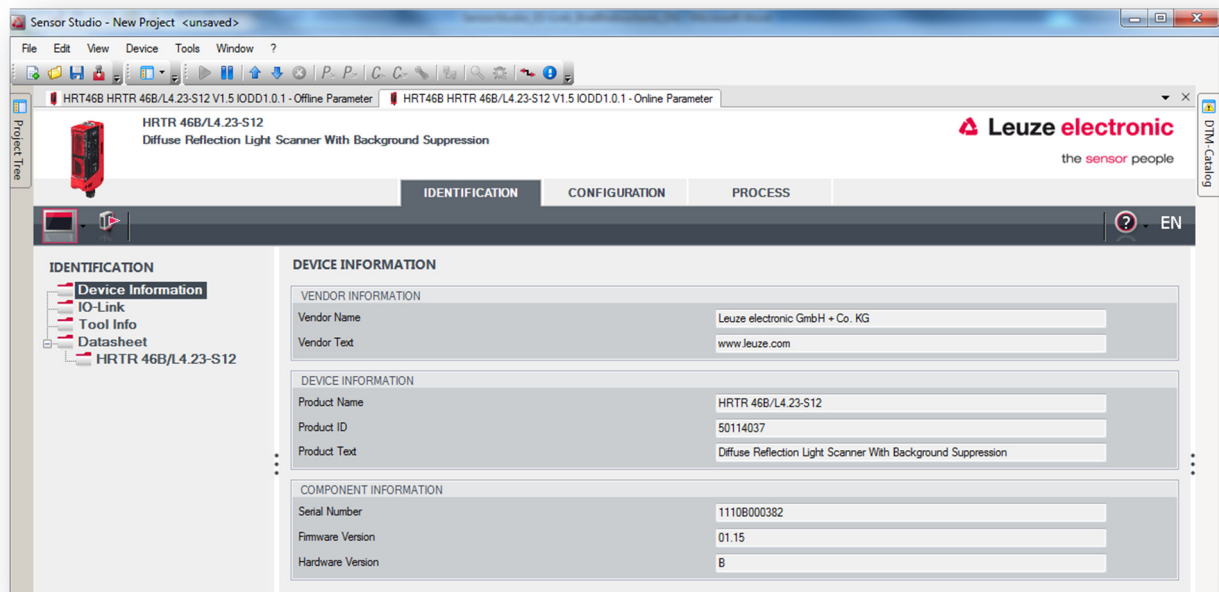 Sensor Studio - New Project <unsaved>
File Edit View Device Tools Window ?
HRT46B HRTR 46B/L4.23-S12 V1.5 IODD1.0.1 - Offline Parameter
HRT46B HRTR 46B/L4.23-S12 V1.5 IODD1.0.1 - Online Parameter
Project Tree
DTM-Catalog
HRTR 46B/L4.23-S12
Diffuse Reflection Light Scanner With Background Suppression
Leuze electronic
the sensor people
IDENTIFICATION CONFIGURATION PROCESS
? EN
IDENTIFICATION
Device Information
IO-Link
Tool Info
Datasheet
HRTR 46B/L4.23-S12
DEVICE INFORMATION
VENDOR INFORMATION
Vendor Name Leuze electronic GmbH + Co. KG
Vendor Text www.leuze.com
DEVICE INFORMATION
Product Name HRTR 46B/L4.23-S12
Product ID 50114037
Product Text Diffuse Reflection Light Scanner With Background Suppression
COMPONENT INFORMATION
Serial Number 1110B000382
Firmware Version 01.15
Hardware Version B